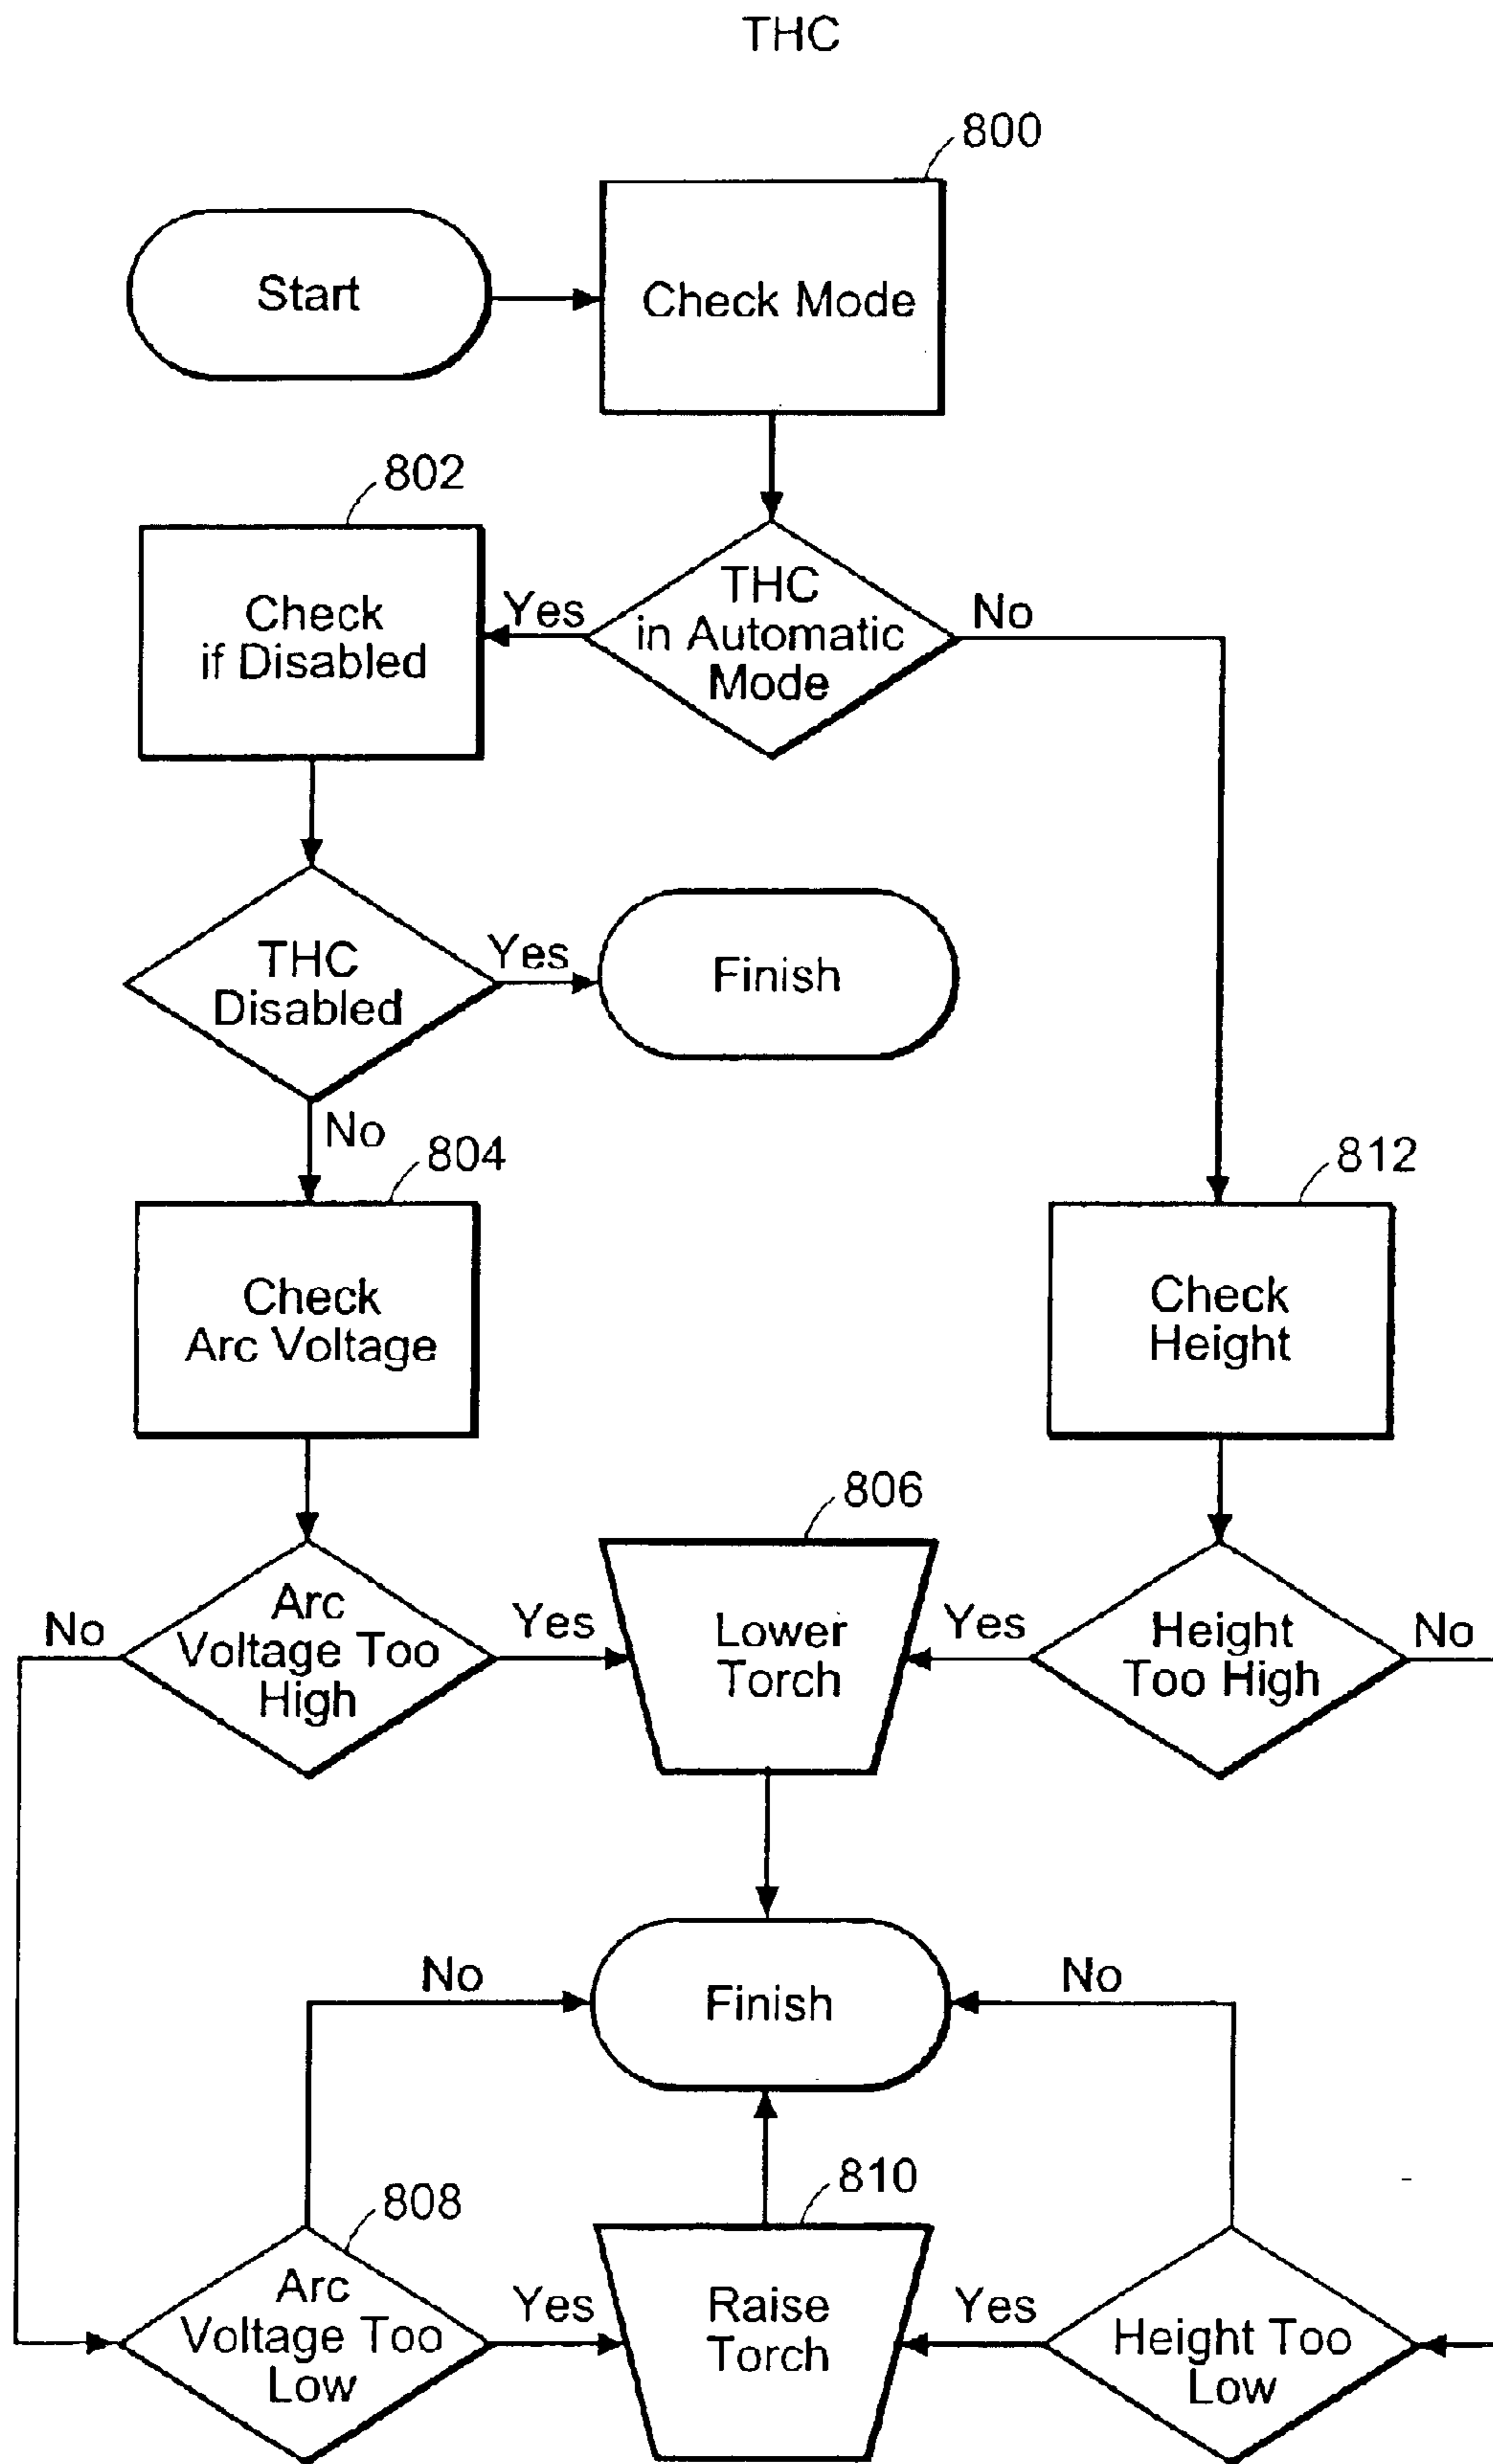 THC
800
Start
Check Mode
802
Check
if Disabled
Yes
THC
in Automatic
Mode
No
THC
Disabled
Yes
Finish
No
804
812
Check
Arc Voltage
Check
Height
806
No
Arc
Voltage Too
High
Yes
Lower
Torch
Yes
Height
Too High
No
No
Finish
No
808
810
Arc
Voltage Too
Low
Yes
Raise
Torch
Yes
Height Too
Low